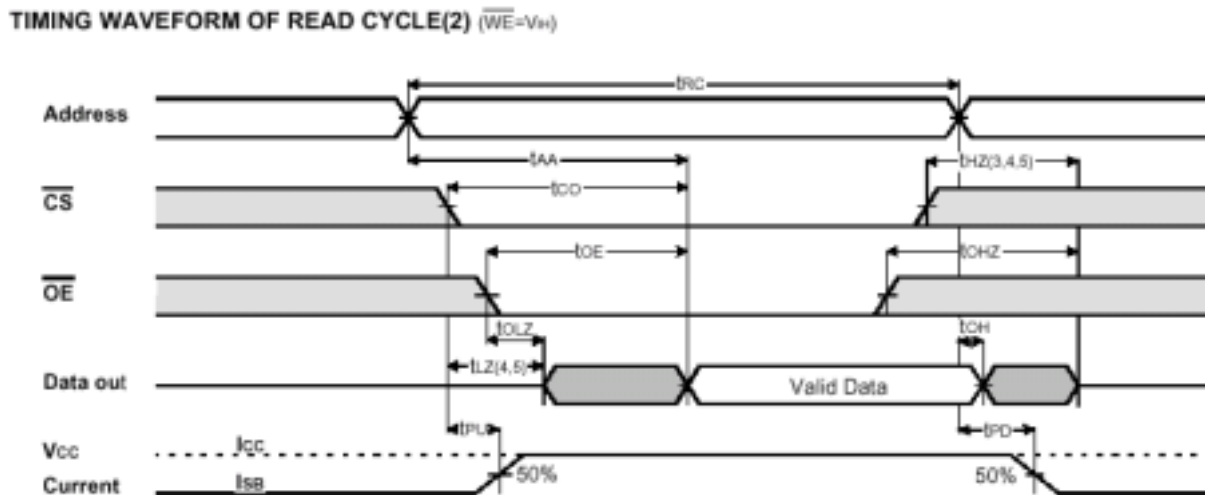 TIMING WAVEFORM OF READ CYCLE(2) (WE=VIH)
tRC
Address
tAA
tHZ(3,4,5)
CS
tCO
tOE
tOHZ
OE
tOLZ
tOH
tLZ(4,5)
Data out
Valid Data
tPU
tPD
VCC
ICC
50%
50%
Current
ISB